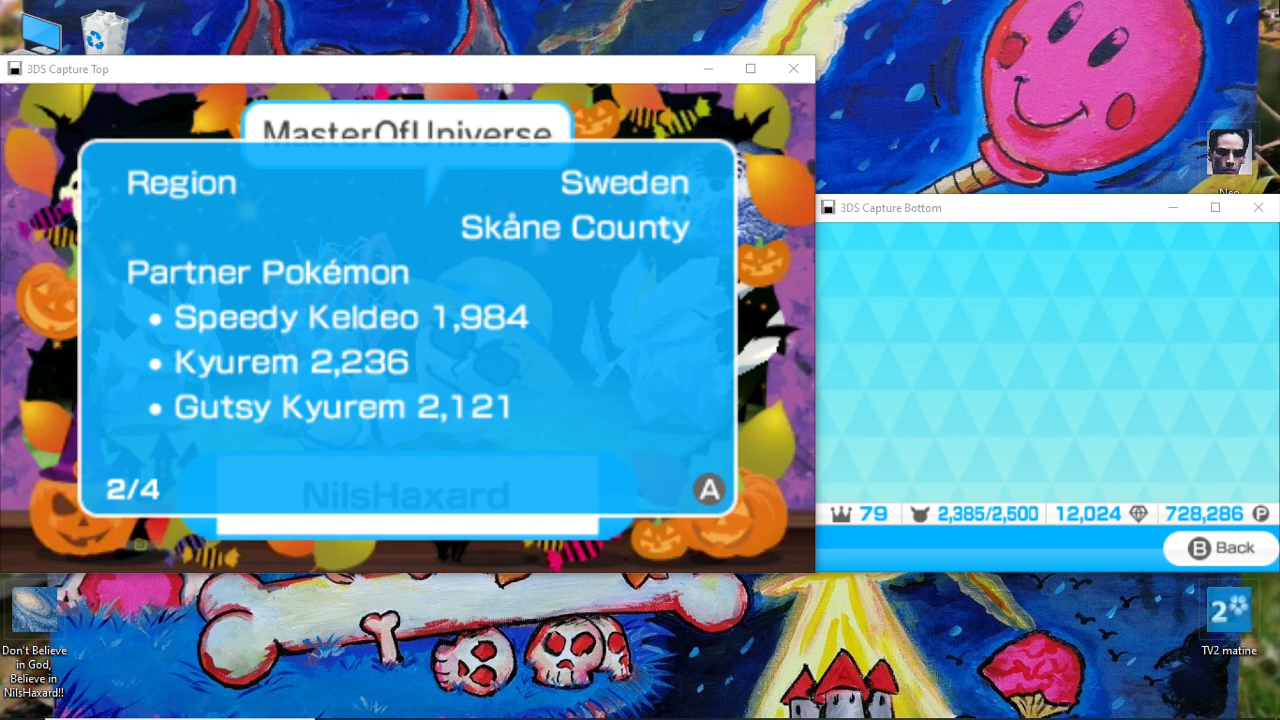 3DS Capture Top
MasterOfUniverse
Region Sweden
Skåne County
Partner Pokémon
• Speedy Keldeo 1,984
• Kyurem 2,236
• Gutsy Kyurem 2,121
2/4
A
NilsHaxard
Neo
3DS Capture Bottom
79 2,385/2,500 12,024 728,286 P
B Back
Don't Believe
in God,
Believe in
NilsHaxard!!
2
TV2 matine